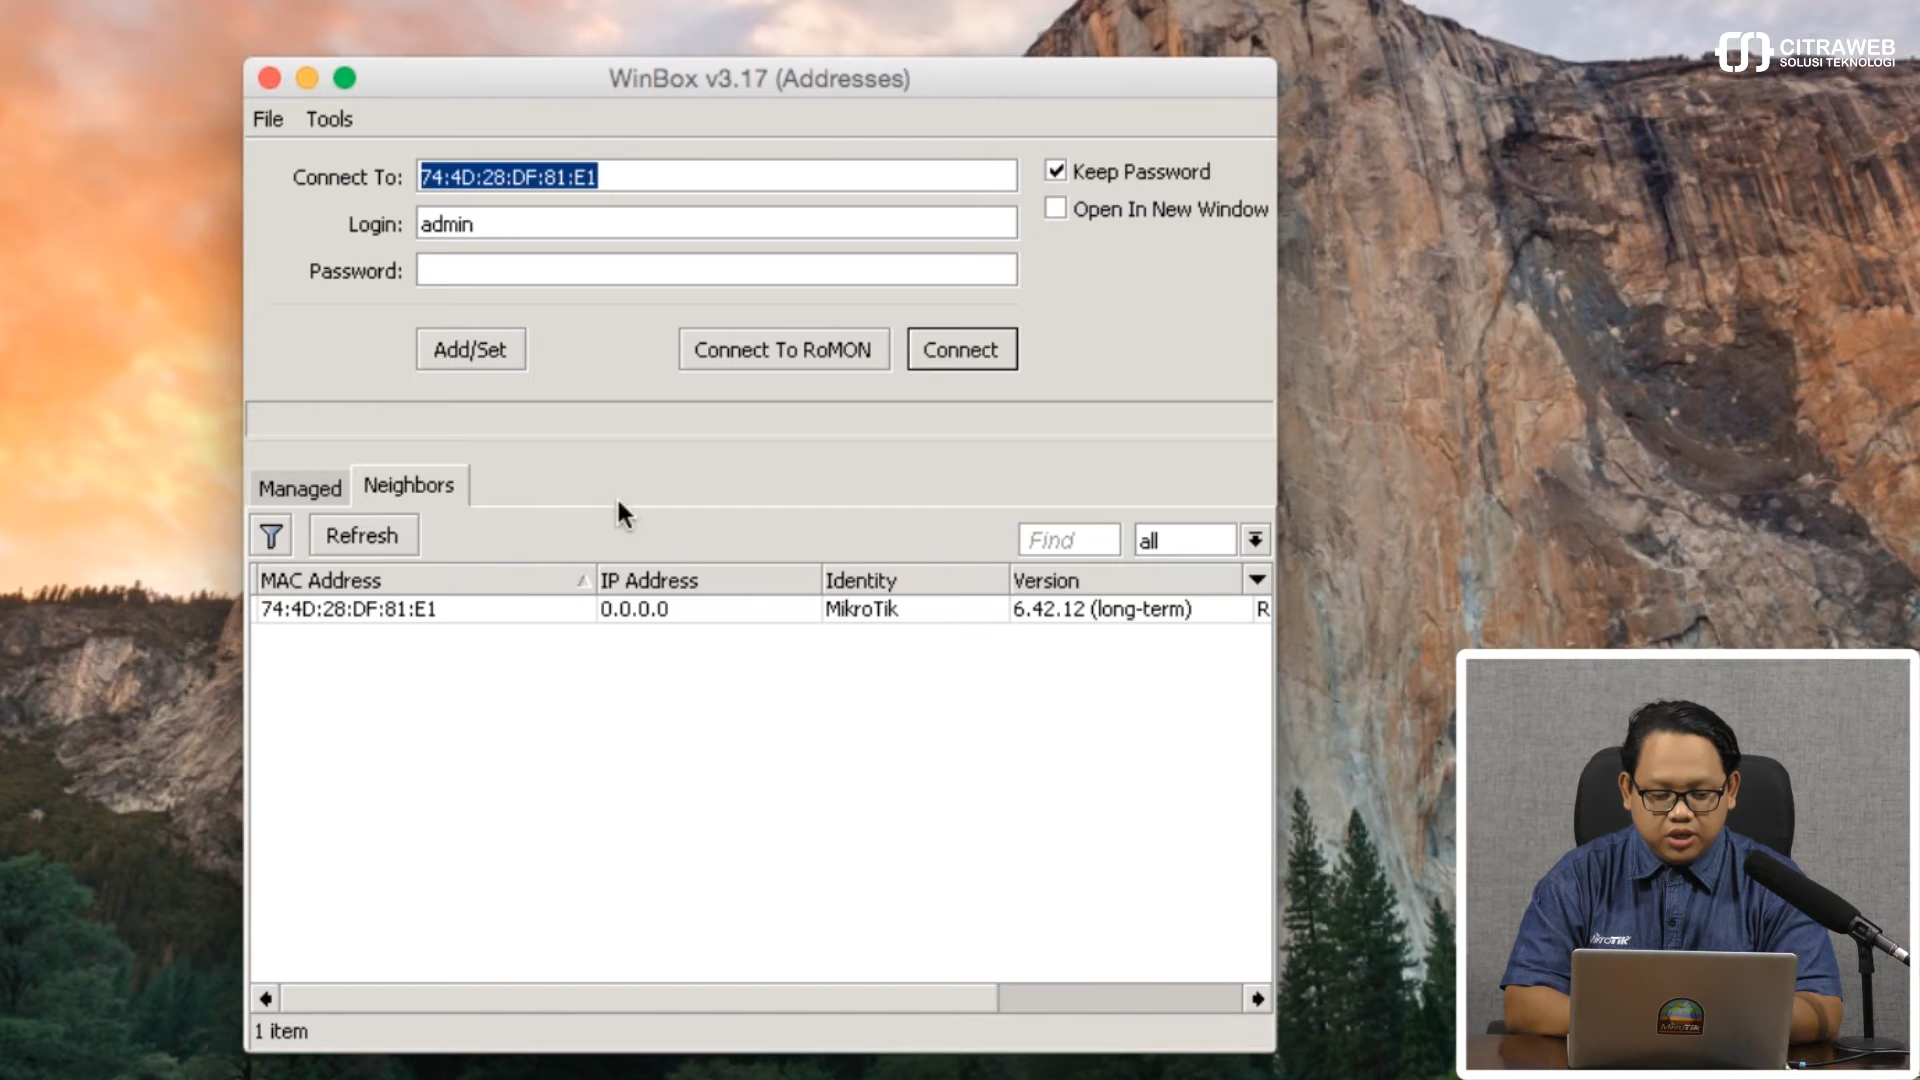 CITRAWEB
SOLUSI TEKNOLOGI
WinBox v3.17 (Addresses)
File Tools
Connect To: 74:4D:28:DF:81:E1
Keep Password
Login: admin
Open In New Window
Password:
Add/Set Connect To RoMON Connect
Managed Neighbors
Refresh Find all
MAC Address IP Address Identity Version
74:4D:28:DF:81:E1 0.0.0.0 MikroTik 6.42.12 (long-term) R
1 item
MikroTik
MikroTik